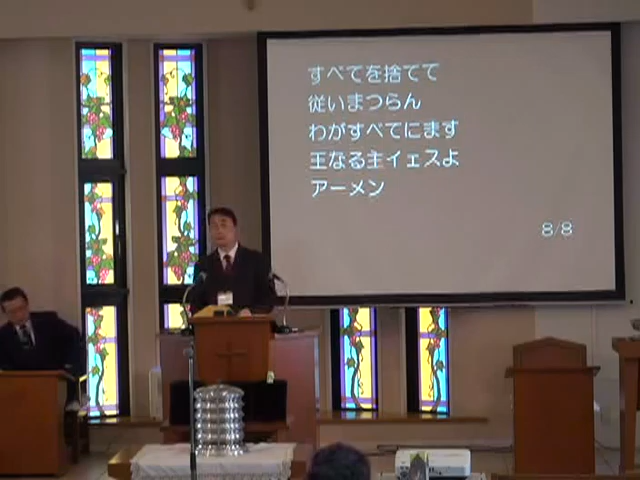 すべてを捨てて
従いまつらん
わがすべてにます
王なる主イェスよ
アーメン
8/8